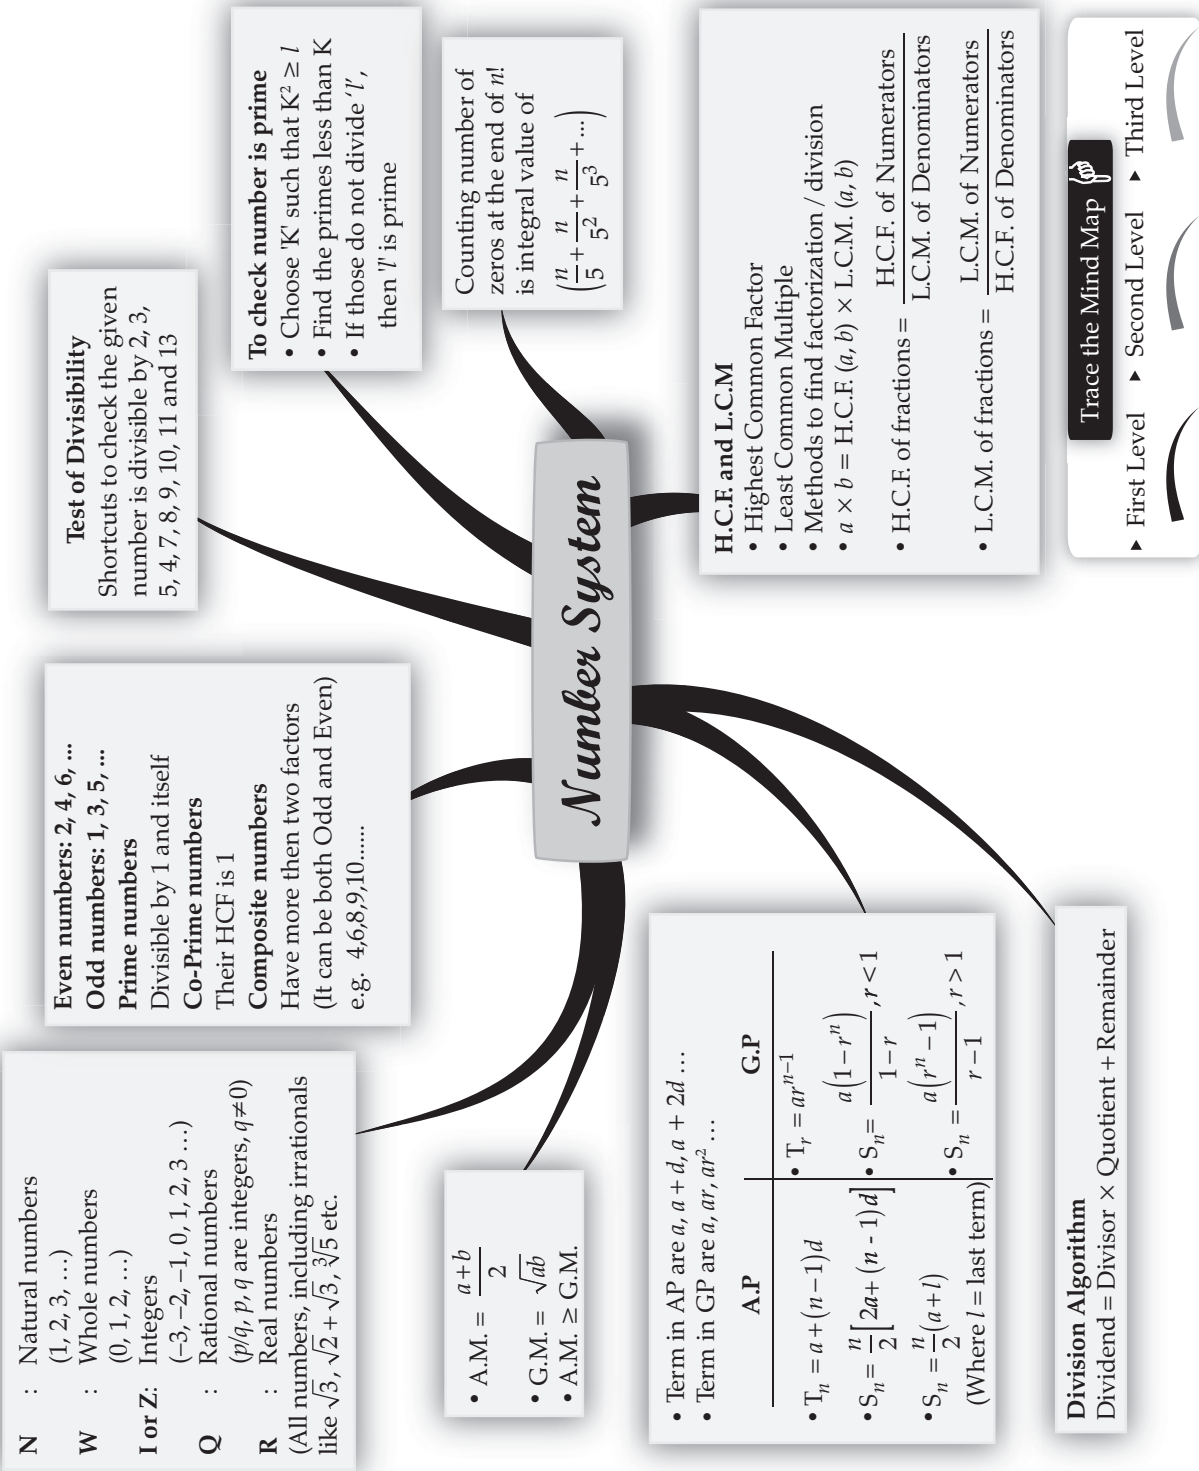 N : Natural numbers
(1, 2, 3, …)
W : Whole numbers
(0, 1, 2, …)
I or Z: Integers
(−3, −2, −1, 0, 1, 2, 3 …)
Q : Rational numbers
(p/q, p, q are integers, q≠0)
R : Real numbers
(All numbers, including irrationals
like √3, √2 + √3, ∛5 etc.
Even numbers: 2, 4, 6, ...
Odd numbers: 1, 3, 5, ...
Prime numbers
Divisible by 1 and itself
Co-Prime numbers
Their HCF is 1
Composite numbers
Have more then two factors
(It can be both Odd and Even)
e.g. 4,6,8,9,10......
Test of Divisibility
Shortcuts to check the given
number is divisible by 2, 3,
5, 4, 7, 8, 9, 10, 11 and 13
To check number is prime
• Choose 'K' such that K² ≥ l
• Find the primes less than K
• If those do not divide ‘l’,
then 'l' is prime
Counting number of
zeros at the end of n!
is integral value of
(n/5 + n/5² + n/5³ + ...)
Number System
• A.M. = (a+b)/2
• G.M. = √ab
• A.M. ≥ G.M.
• Term in AP are a, a + d, a + 2d …
• Term in GP are a, ar, ar² …
A.P G.P
• Tₙ = a + (n−1)d
• Sₙ = n/2 [2a + (n - 1)d]
• Sₙ = n/2 (a + l)
(Where l = last term)
• Tᵣ = arⁿ⁻¹
• Sₙ = a(1 − rⁿ)/(1 − r), r < 1
• Sₙ = a(rⁿ − 1)/(r − 1), r > 1
Division Algorithm
Dividend = Divisor × Quotient + Remainder
H.C.F. and L.C.M
• Highest Common Factor
• Least Common Multiple
• Methods to find factorization / division
• a × b = H.C.F. (a, b) × L.C.M. (a, b)
• H.C.F. of fractions = H.C.F. of Numerators / L.C.M. of Denominators
• L.C.M. of fractions = L.C.M. of Numerators / H.C.F. of Denominators
Trace the Mind Map
▸ First Level ▸ Second Level ▸ Third Level